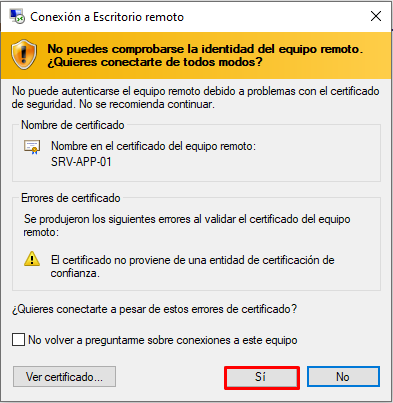 Conexión a Escritorio remoto
No puedes comprobarse la identidad del equipo remoto.
¿Quieres conectarte de todos modos?
No puede autenticarse el equipo remoto debido a problemas con el certificado
de seguridad. No se recomienda continuar.
Nombre de certificado
Nombre en el certificado del equipo remoto:
SRV-APP-01
Errores de certificado
Se produjeron los siguientes errores al validar el certificado del equipo
remoto:
El certificado no proviene de una entidad de certificación de
confianza.
¿Quieres conectarte a pesar de estos errores de certificado?
No volver a preguntarme sobre conexiones a este equipo
Ver certificado... Sí No